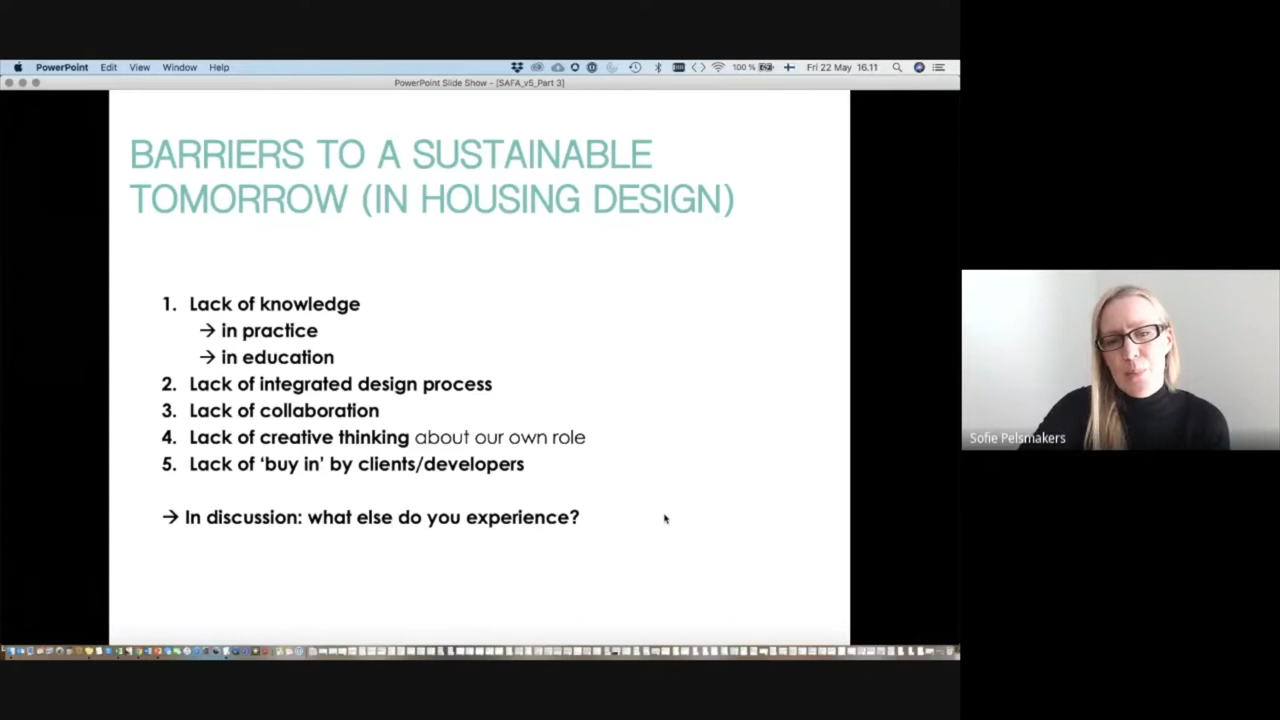 PowerPoint Edit View Window Help 100 % Fri 22 May 16.11
PowerPoint Slide Show - [SAFA_v5_Part 3]
BARRIERS TO A SUSTAINABLE
TOMORROW (IN HOUSING DESIGN)
1. Lack of knowledge
→ in practice
→ in education
2. Lack of integrated design process
3. Lack of collaboration
4. Lack of creative thinking about our own role
5. Lack of ‘buy in’ by clients/developers
→ In discussion: what else do you experience?
Sofie Pelsmakers